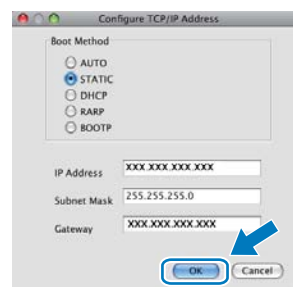 Configure TCP/IP Address
Boot Method
AUTO
STATIC
DHCP
RARP
BOOTP
IP Address XXX.XXX.XXX.XXX
Subnet Mask 255.255.255.0
Gateway XXX.XXX.XXX.XXX
OK Cancel